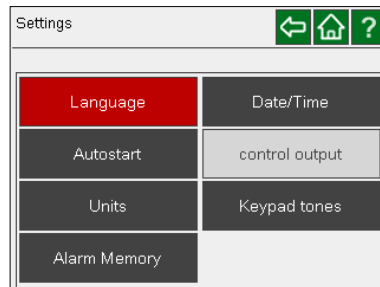 Settings
?
Language
Date/Time
Autostart
control output
Units
Keypad tones
Alarm Memory